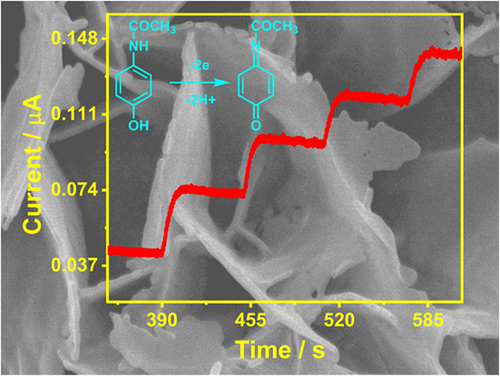 COCH3
NH
-2e
-2H+
OH
COCH3
N
O
0.148
0.111
0.074
0.037
Current / μA
390
455
520
585
Time / s